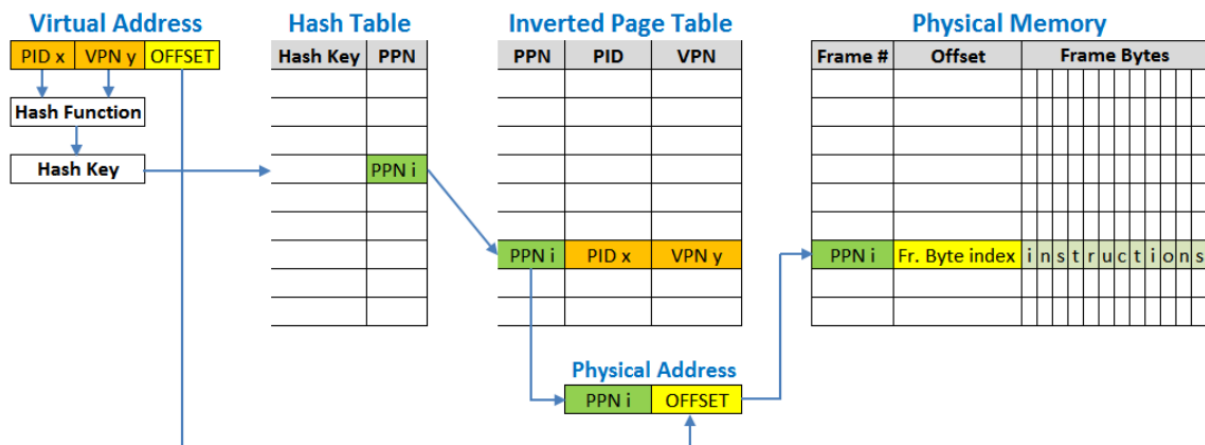 Virtual Address
Hash Table
Inverted Page Table
Physical Memory
PID x VPN y OFFSET
Hash Key PPN
PPN PID VPN
Frame # Offset Frame Bytes
Hash Function
Hash Key
PPN i
PPN i PID x VPN y
PPN i Fr. Byte index i n s t r u c t i o n s
Physical Address
PPN i OFFSET